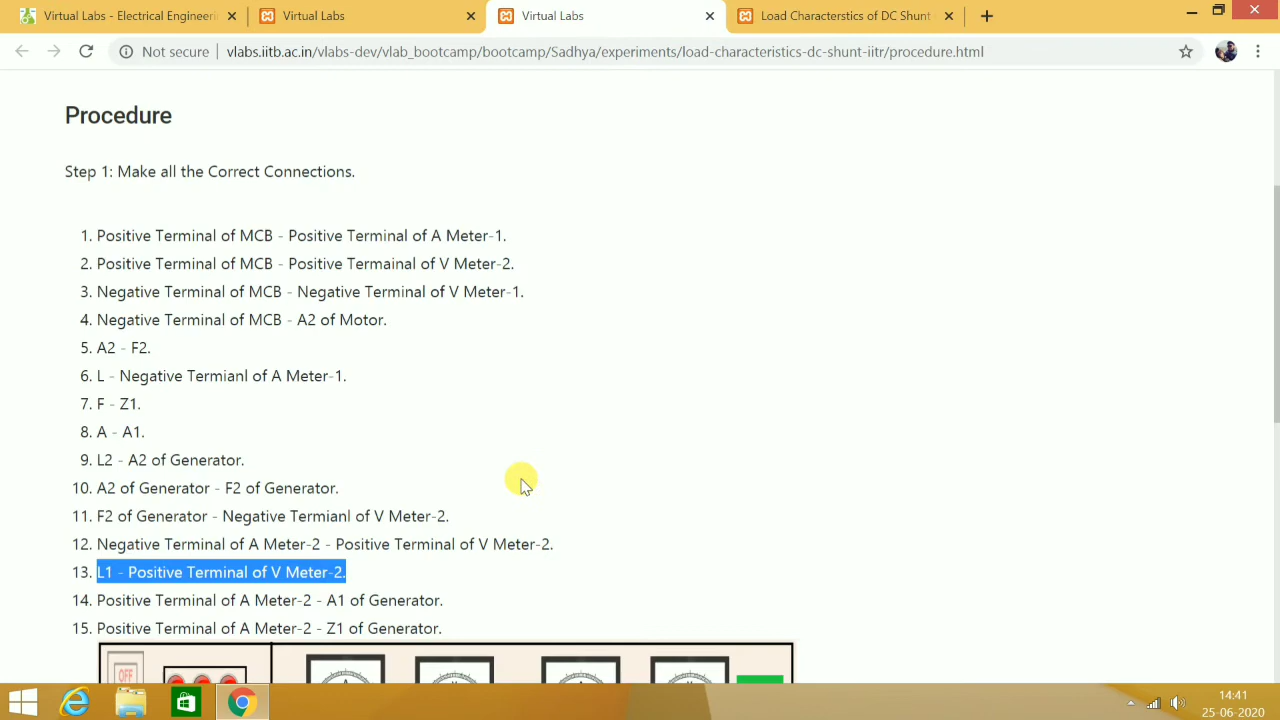 Virtual Labs - Electrical Engineeri
Virtual Labs
Virtual Labs
Load Characterstics of DC Shunt
Not secure
vlabs.iitb.ac.in/vlabs-dev/vlab_bootcamp/bootcamp/Sadhya/experiments/load-characteristics-dc-shunt-iitr/procedure.html
Procedure
Step 1: Make all the Correct Connections.
1. Positive Terminal of MCB - Positive Terminal of A Meter-1.
2. Positive Terminal of MCB - Positive Termainal of V Meter-2.
3. Negative Terminal of MCB - Negative Terminal of V Meter-1.
4. Negative Terminal of MCB - A2 of Motor.
5. A2 - F2.
6. L - Negative Termianl of A Meter-1.
7. F - Z1.
8. A - A1.
9. L2 - A2 of Generator.
10. A2 of Generator - F2 of Generator.
11. F2 of Generator - Negative Termianl of V Meter-2.
12. Negative Terminal of A Meter-2 - Positive Terminal of V Meter-2.
13. L1 - Positive Terminal of V Meter-2.
14. Positive Terminal of A Meter-2 - A1 of Generator.
15. Positive Terminal of A Meter-2 - Z1 of Generator.
OFF
14:41
25-06-2020